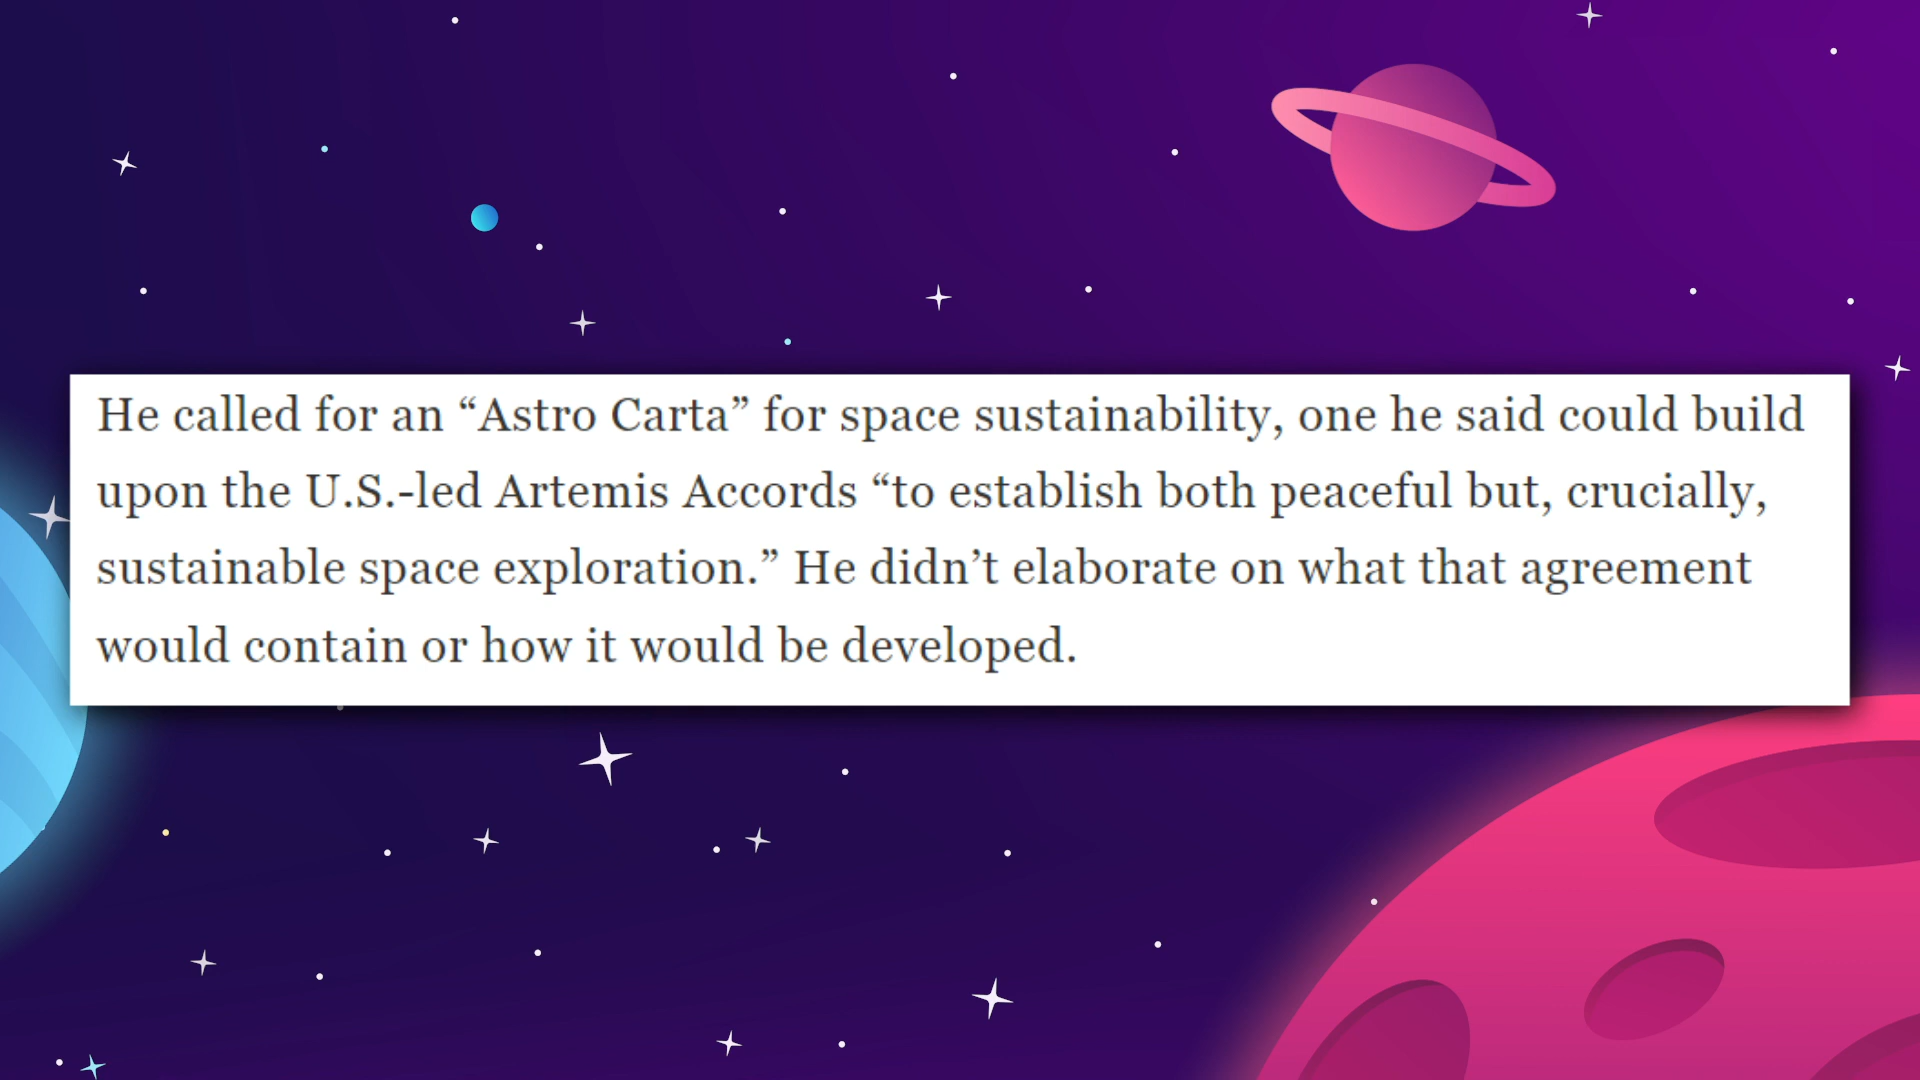 He called for an “Astro Carta” for space sustainability, one he said could build
upon the U.S.-led Artemis Accords “to establish both peaceful but, crucially,
sustainable space exploration.” He didn’t elaborate on what that agreement
would contain or how it would be developed.